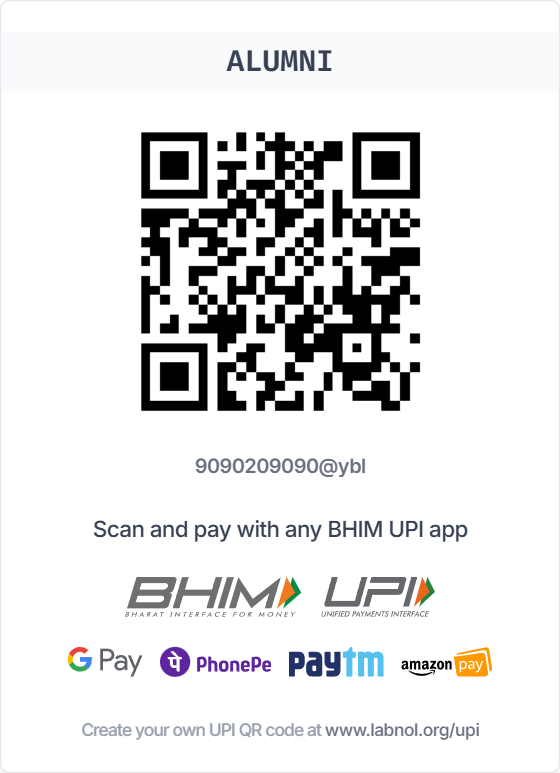 ALUMNI
9090209090@ybl
Scan and pay with any BHIM UPI app
BHIM UPI
BHARAT INTERFACE FOR MONEY UNIFIED PAYMENTS INTERFACE
G Pay पे PhonePe paytm amazon pay
Create your own UPI QR code at www.labnol.org/upi